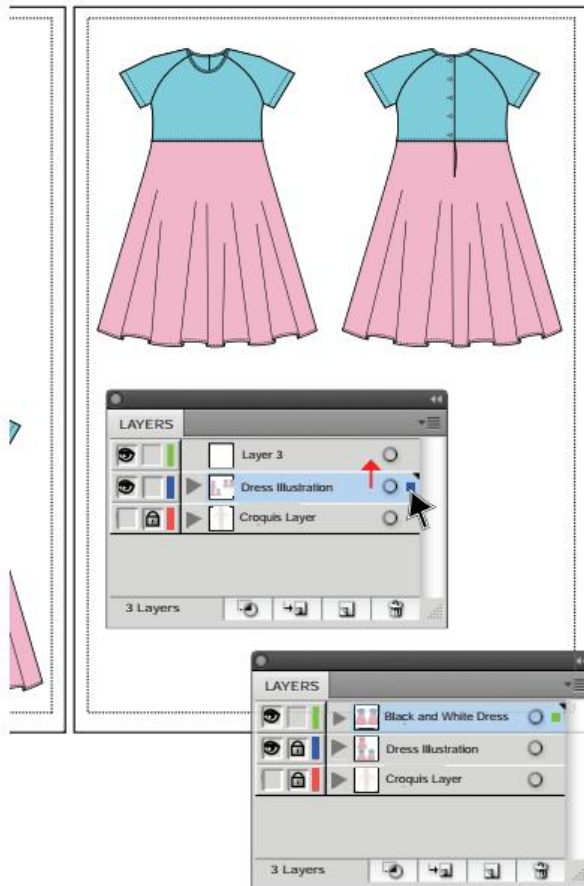 LAYERS
Layer 3
Dress Illustration
Croquis Layer
3 Layers
LAYERS
Black and White Dress
Dress Illustration
Croquis Layer
3 Layers